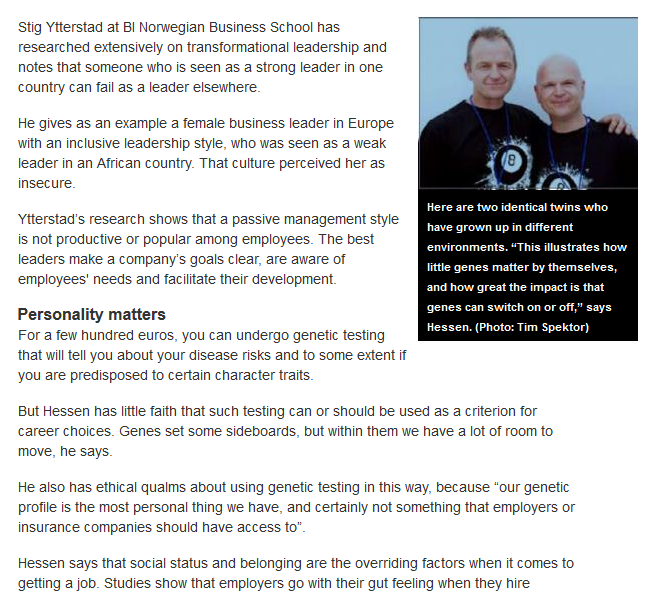 Stig Ytterstad at BI Norwegian Business School has
researched extensively on transformational leadership and
notes that someone who is seen as a strong leader in one
country can fail as a leader elsewhere.
He gives as an example a female business leader in Europe
with an inclusive leadership style, who was seen as a weak
leader in an African country. That culture perceived her as
insecure.
Ytterstad's research shows that a passive management style
is not productive or popular among employees. The best
leaders make a company's goals clear, are aware of
employees' needs and facilitate their development.
8
8
Here are two identical twins who
have grown up in different
environments. “This illustrates how
little genes matter by themselves,
and how great the impact is that
genes can switch on or off,” says
Hessen. (Photo: Tim Spektor)
Personality matters
For a few hundred euros, you can undergo genetic testing
that will tell you about your disease risks and to some extent if
you are predisposed to certain character traits.
But Hessen has little faith that such testing can or should be used as a criterion for
career choices. Genes set some sideboards, but within them we have a lot of room to
move, he says.
He also has ethical qualms about using genetic testing in this way, because “our genetic
profile is the most personal thing we have, and certainly not something that employers or
insurance companies should have access to”.
Hessen says that social status and belonging are the overriding factors when it comes to
getting a job. Studies show that employers go with their gut feeling when they hire